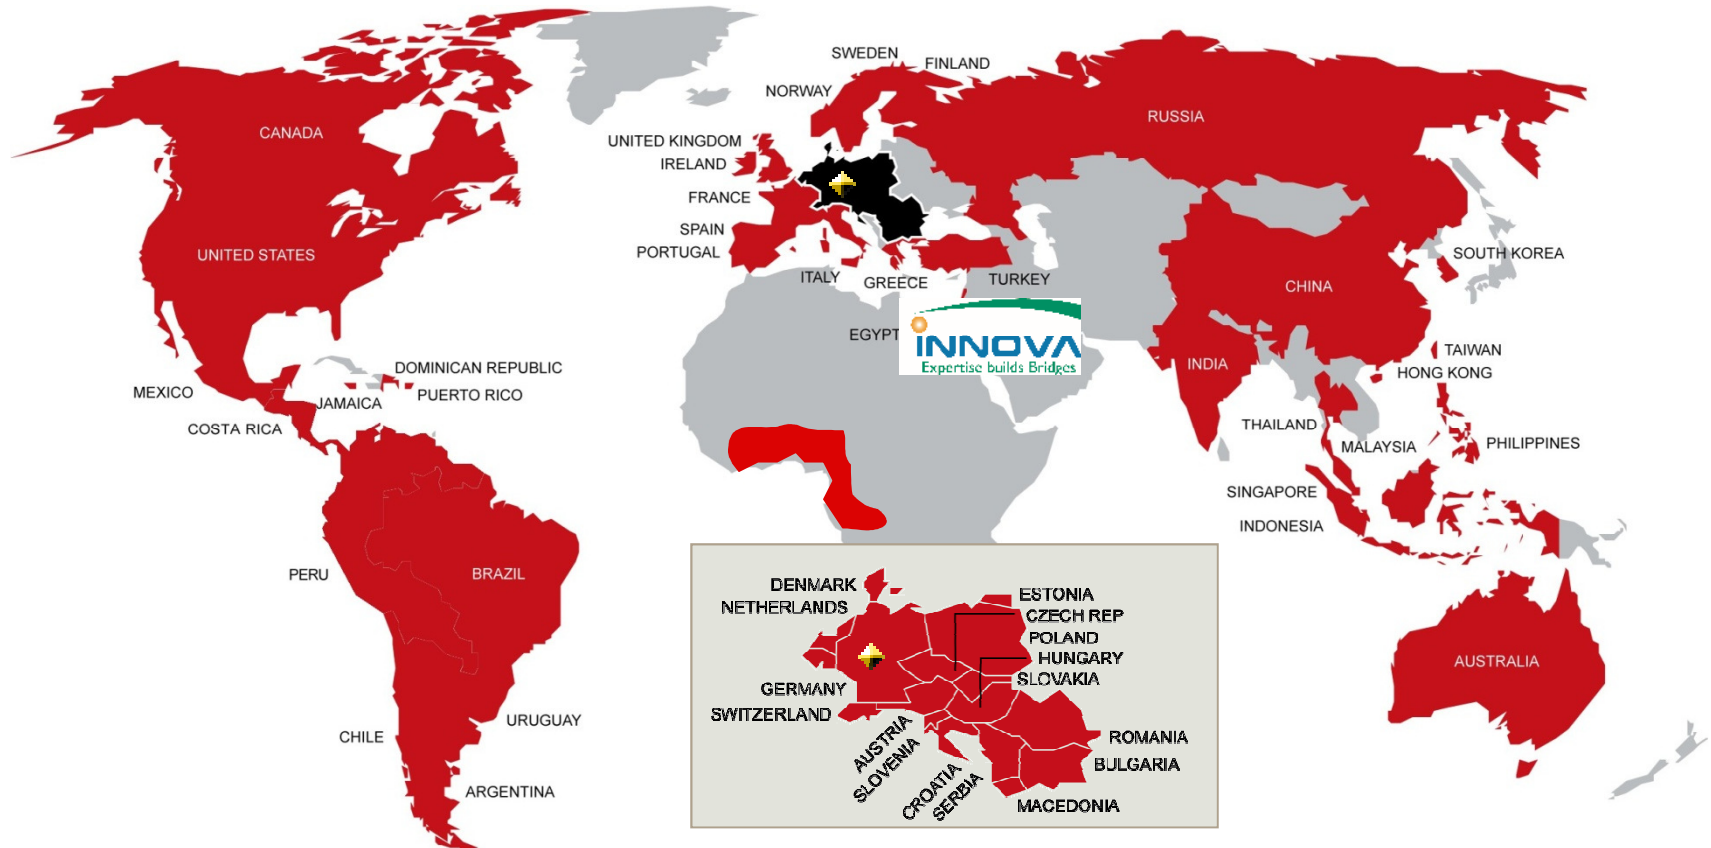 SWEDEN
FINLAND
NORWAY
RUSSIA
CANADA
UNITED KINGDOM
IRELAND
FRANCE
SPAIN
PORTUGAL
UNITED STATES
SOUTH KOREA
ITALY
GREECE
TURKEY
CHINA
EGYPT
INNOVA
Expertise builds Bridges
TAIWAN
HONG KONG
INDIA
DOMINICAN REPUBLIC
PUERTO RICO
MEXICO
JAMAICA
COSTA RICA
THAILAND
MALAYSIA
PHILIPPINES
SINGAPORE
INDONESIA
PERU
BRAZIL
DENMARK
NETHERLANDS
ESTONIA
CZECH REP
POLAND
HUNGARY
SLOVAKIA
GERMANY
SWITZERLAND
AUSTRIA
SLOVENIA
CROATIA
SERBIA
ROMANIA
BULGARIA
MACEDONIA
AUSTRALIA
URUGUAY
CHILE
ARGENTINA